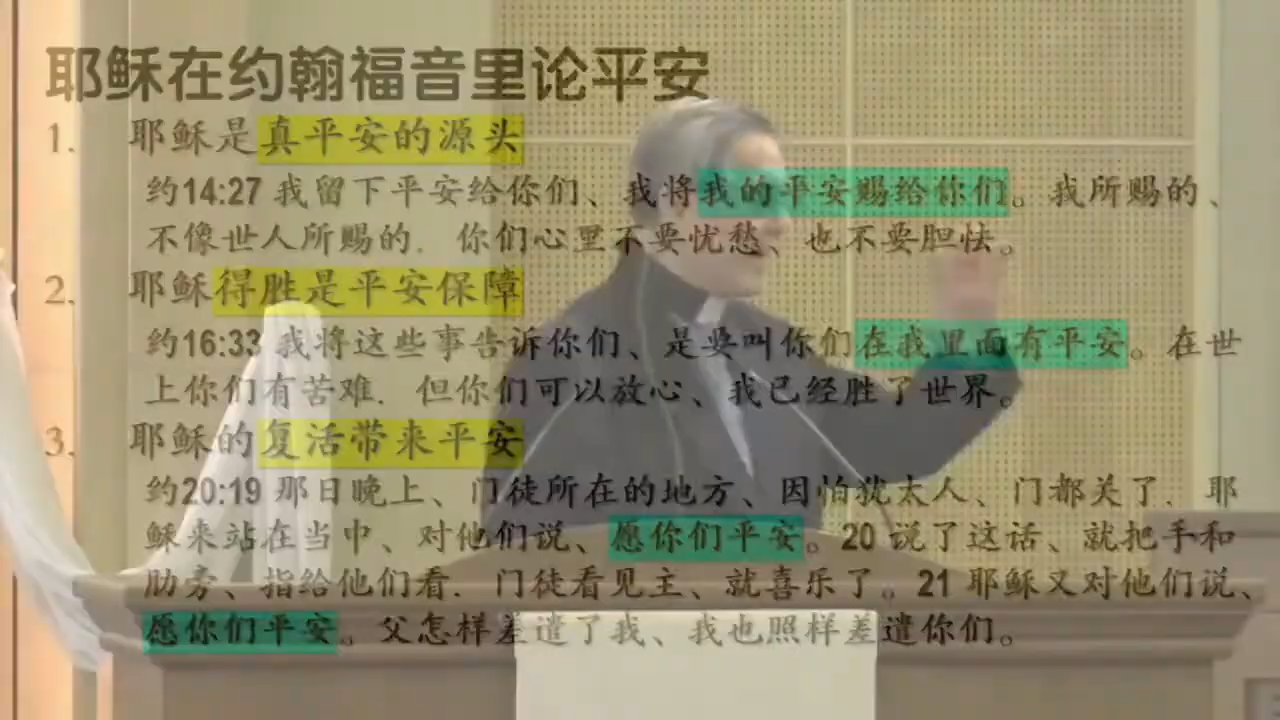 耶稣在约翰福音里论平安
1. 耶稣是真平安的源头
约14:27 我留下平安给你们、我将我的平安赐给你们。我所赐的、
不像世人所赐的．你们心里不要忧愁、也不要胆怯。
2. 耶稣得胜是平安保障
约16:33 我将这些事告诉你们、是要叫你们在我里面有平安。在世
上你们有苦难．但你们可以放心、我已经胜了世界。
3. 耶稣的复活带来平安
约20:19 那日晚上、门徒所在的地方、因怕犹太人、门都关了．耶
稣来站在当中、对他们说、愿你们平安。20 说了这话、就把手和
肋旁、指给他们看．门徒看见主、就喜乐了。21 耶稣又对他们说、
愿你们平安。父怎样差遣了我、我也照样差遣你们。